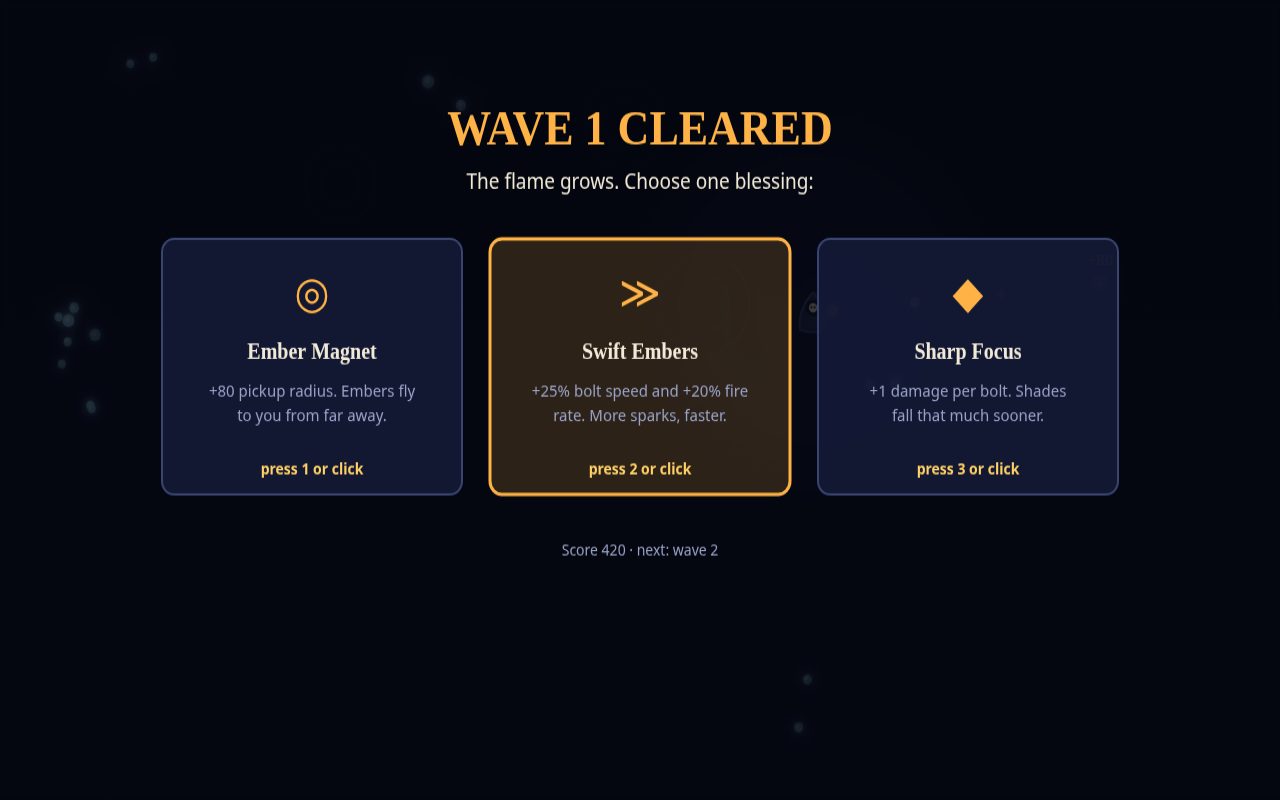 WAVE 1 CLEARED
The flame grows. Choose one blessing:
Ember Magnet
+80 pickup radius. Embers fly
to you from far away.
press 1 or click
Swift Embers
+25% bolt speed and +20% fire
rate. More sparks, faster.
press 2 or click
Sharp Focus
+1 damage per bolt. Shades
fall that much sooner.
press 3 or click
Score 420 · next: wave 2